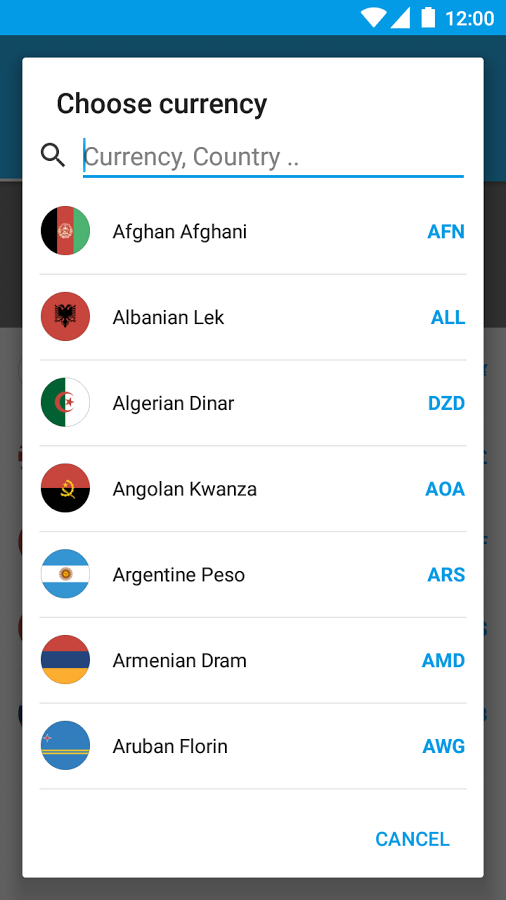 12:00
Choose currency
Currency, Country ..
Afghan Afghani AFN
Albanian Lek ALL
Algerian Dinar DZD
Angolan Kwanza AOA
Argentine Peso ARS
Armenian Dram AMD
Aruban Florin AWG
CANCEL